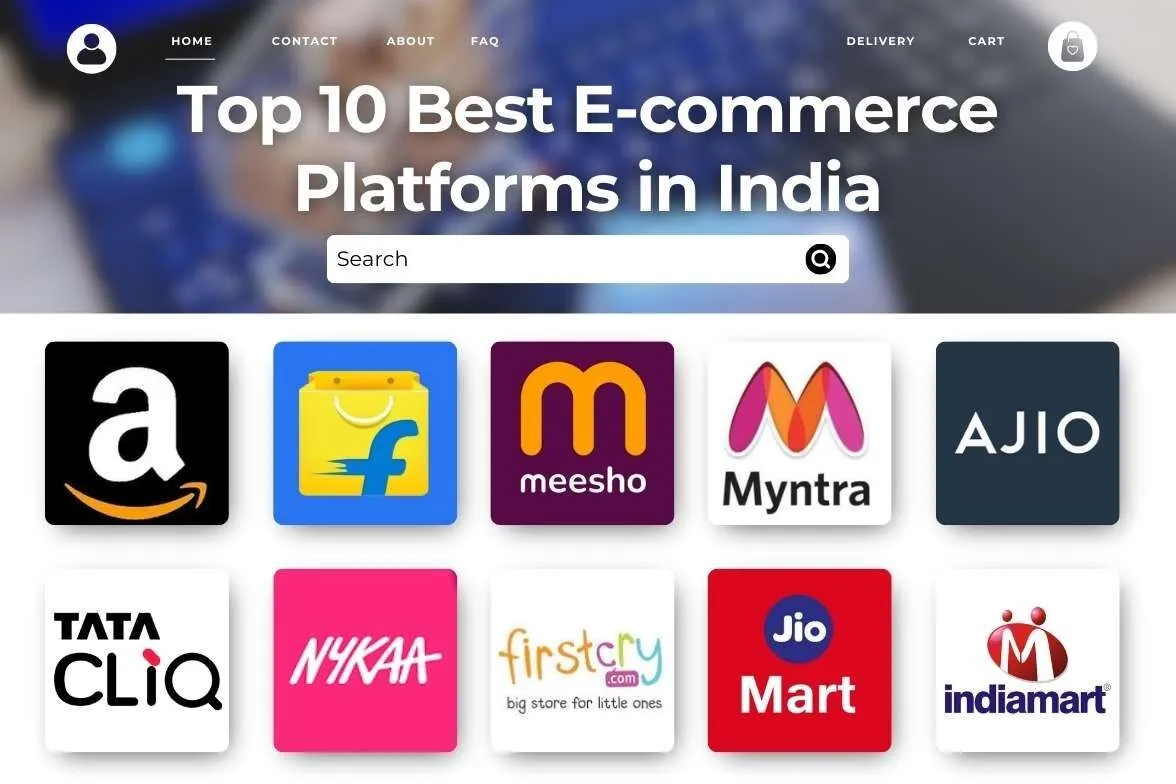 HOME CONTACT ABOUT FAQ DELIVERY CART
Top 10 Best E-commerce
Platforms in India
Search
a
f
meesho
Myntra
AJIO
TATA
CLiQ
NYKAA
firstcry
.com
big store for little ones
Jio
Mart
M
indiamart®